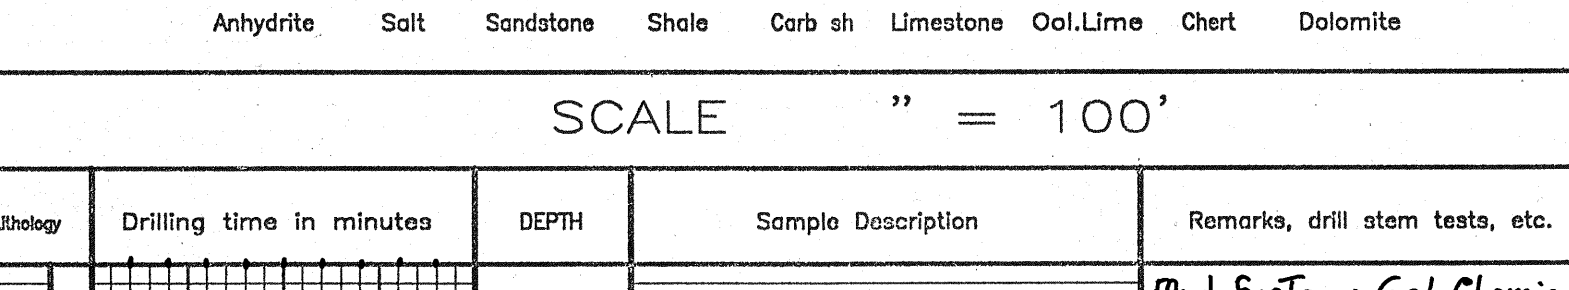 Anhydrite Salt Sandstone Shale Carb sh Limestone Ool.Lime Chert Dolomite
SCALE " = 100'
Drilling time in minutes DEPTH Sample Description Remarks, drill stem tests, etc.